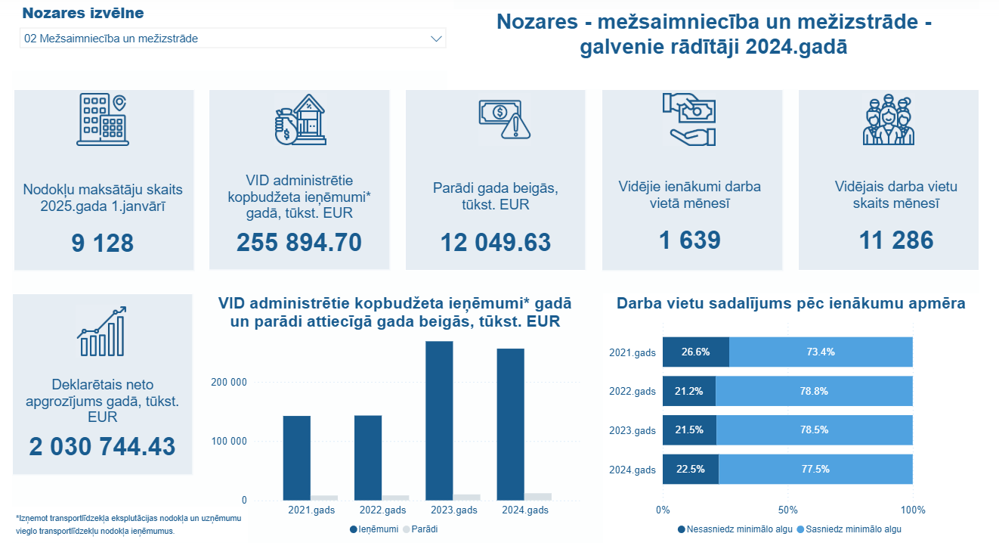 Nozares izvēlne
02 Mežsaimniecība un mežizstrāde
Nozares - mežsaimniecība un mežizstrāde -
galvenie rādītāji 2024.gadā
Nodokļu maksātāju skaits
2025.gada 1.janvārī
9 128
VID administrētie
kopbudžeta ieņēmumi*
gadā, tūkst. EUR
255 894.70
Parādi gada beigās,
tūkst. EUR
12 049.63
Vidējie ienākumi darba
vietā mēnesī
1 639
Vidējais darba vietu
skaits mēnesī
11 286
Deklarētais neto
apgrozījums gadā, tūkst.
EUR
2 030 744.43
VID administrētie kopbudžeta ieņēmumi* gadā
un parādi attiecīgā gada beigās, tūkst. EUR
200 000
100 000
0
2021.gads 2022.gads 2023.gads 2024.gads
Ieņēmumi Parādi
Darba vietu sadalījums pēc ienākumu apmēra
2021.gads 26.6% 73.4%
2022.gads 21.2% 78.8%
2023.gads 21.5% 78.5%
2024.gads 22.5% 77.5%
0% 50% 100%
Nesasniedz minimālo algu Sasniedz minimālo algu
*Izņemot transportlīdzekļa eksplutācijas nodokļa un uzņēmumu
vieglo transportlīdzekļu nodokļa ieņēmumus.